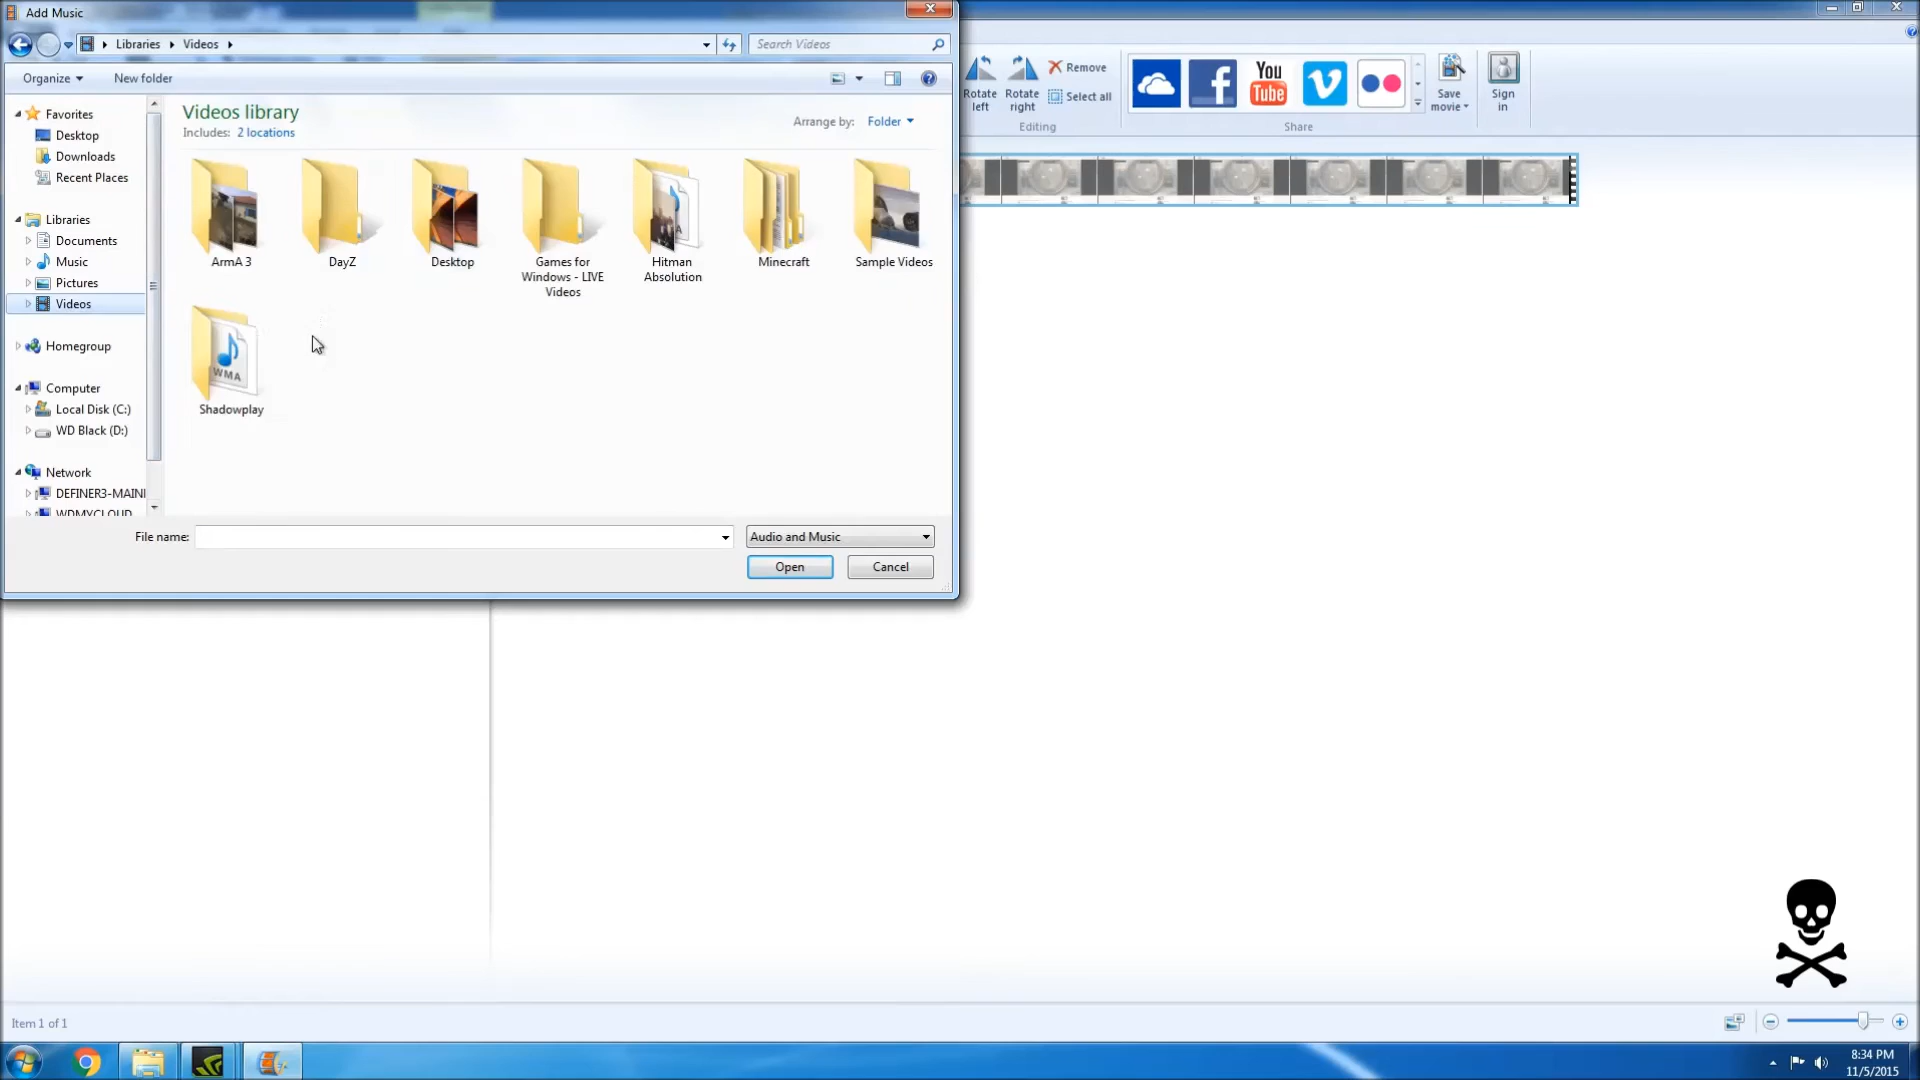 Add Music
Libraries Videos
Search Videos
Organize New folder
Favorites
Desktop
Downloads
Recent Places
Libraries
Documents
Music
Pictures
Videos
Homegroup
Computer
Local Disk (C:)
WD Black (D:)
Network
DEFINER3-MAINI
WDMYCLOUD
Videos library
Includes: 2 locations
Arrange by: Folder
ArmA 3
DayZ
Desktop
Games for
Windows - LIVE
Videos
Hitman
Absolution
Minecraft
Sample Videos
WMA
Shadowplay
File name:
Audio and Music
Open Cancel
Rotate
left
Rotate
right
Remove
Select all
Editing
f
You
Tube
Share
Save
movie
Sign
in
Item 1 of 1
8:34 PM
11/5/2015